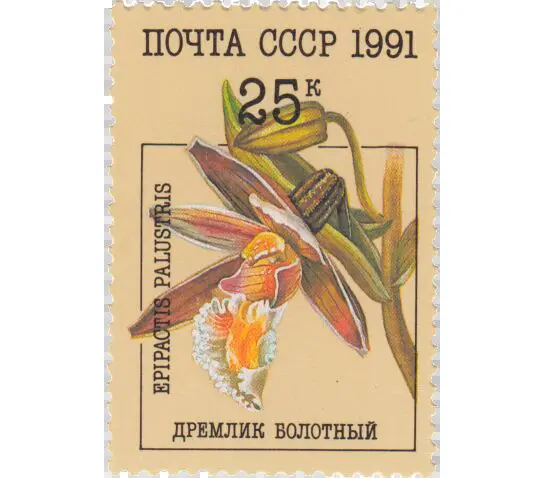 ПОЧТА СССР 1991
25к
EPIPACTIS PALUSTRIS
ДРЕМЛИК БОЛОТНЫЙ